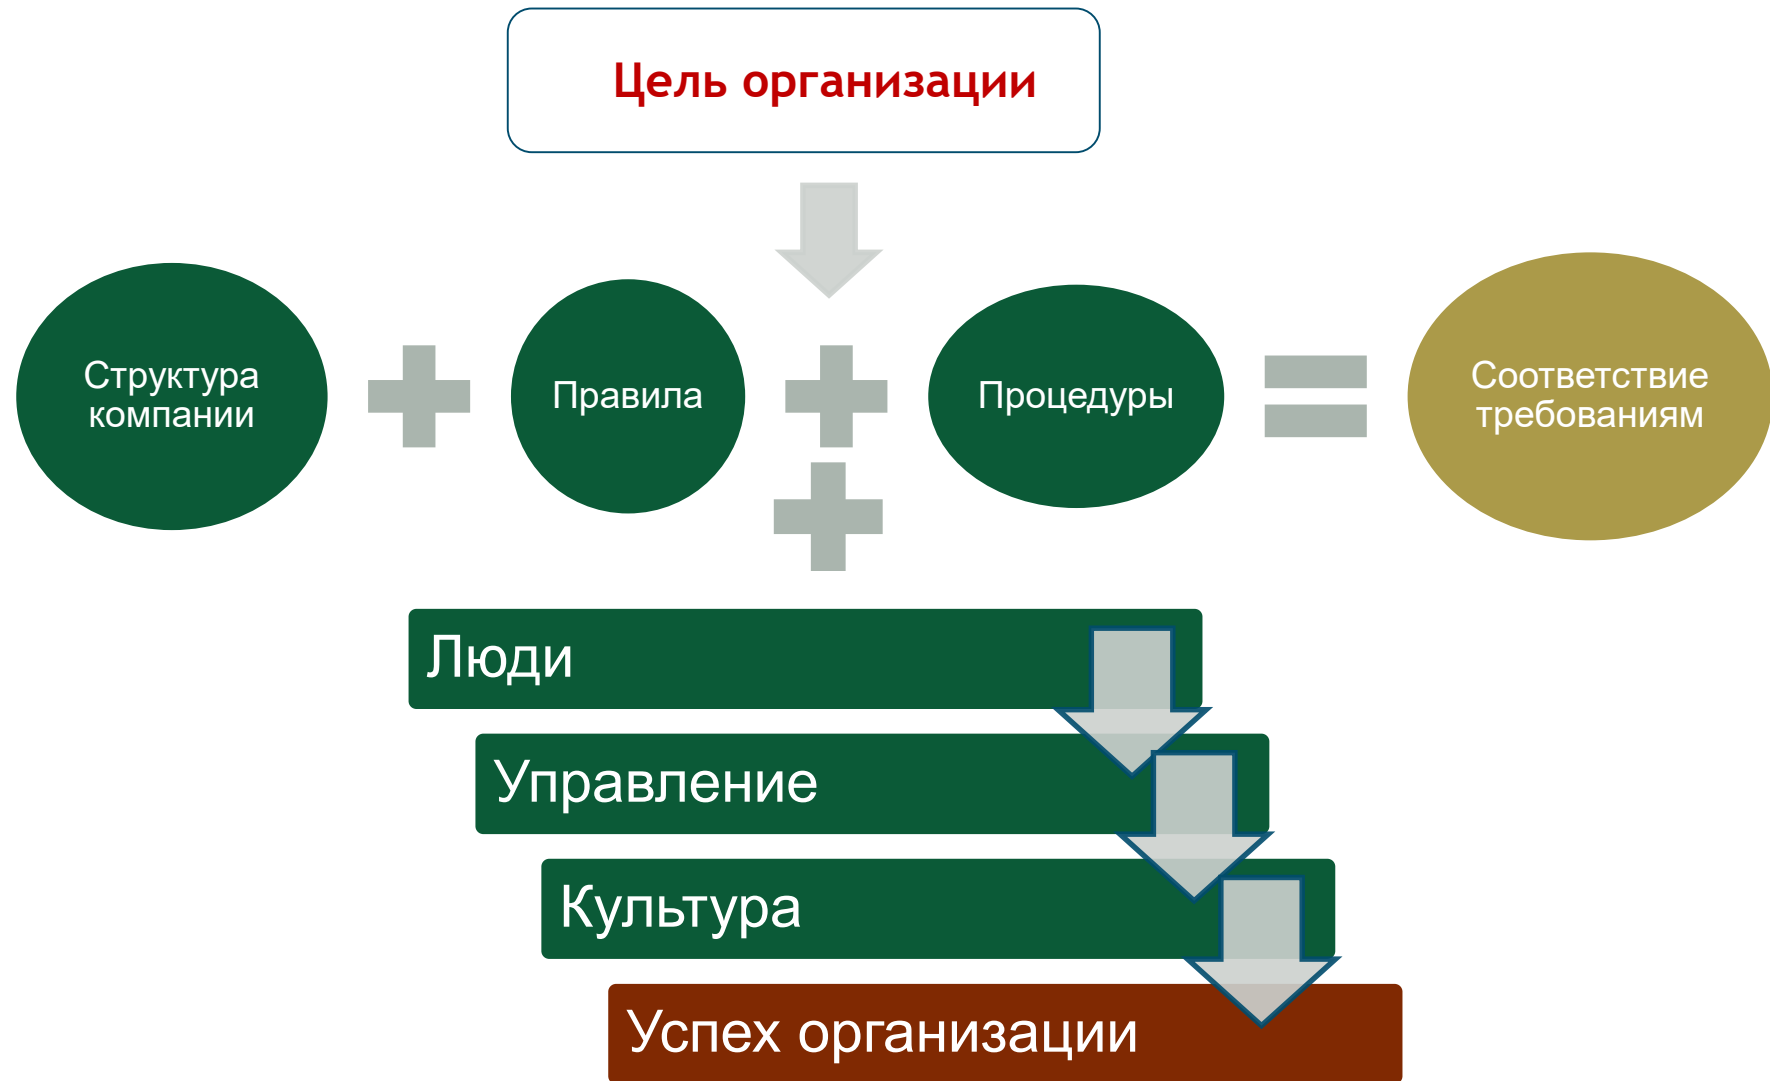 Цель организации
Структура
компании
Правила
Процедуры
Соответствие
требованиям
Люди
Управление
Культура
Успех организации